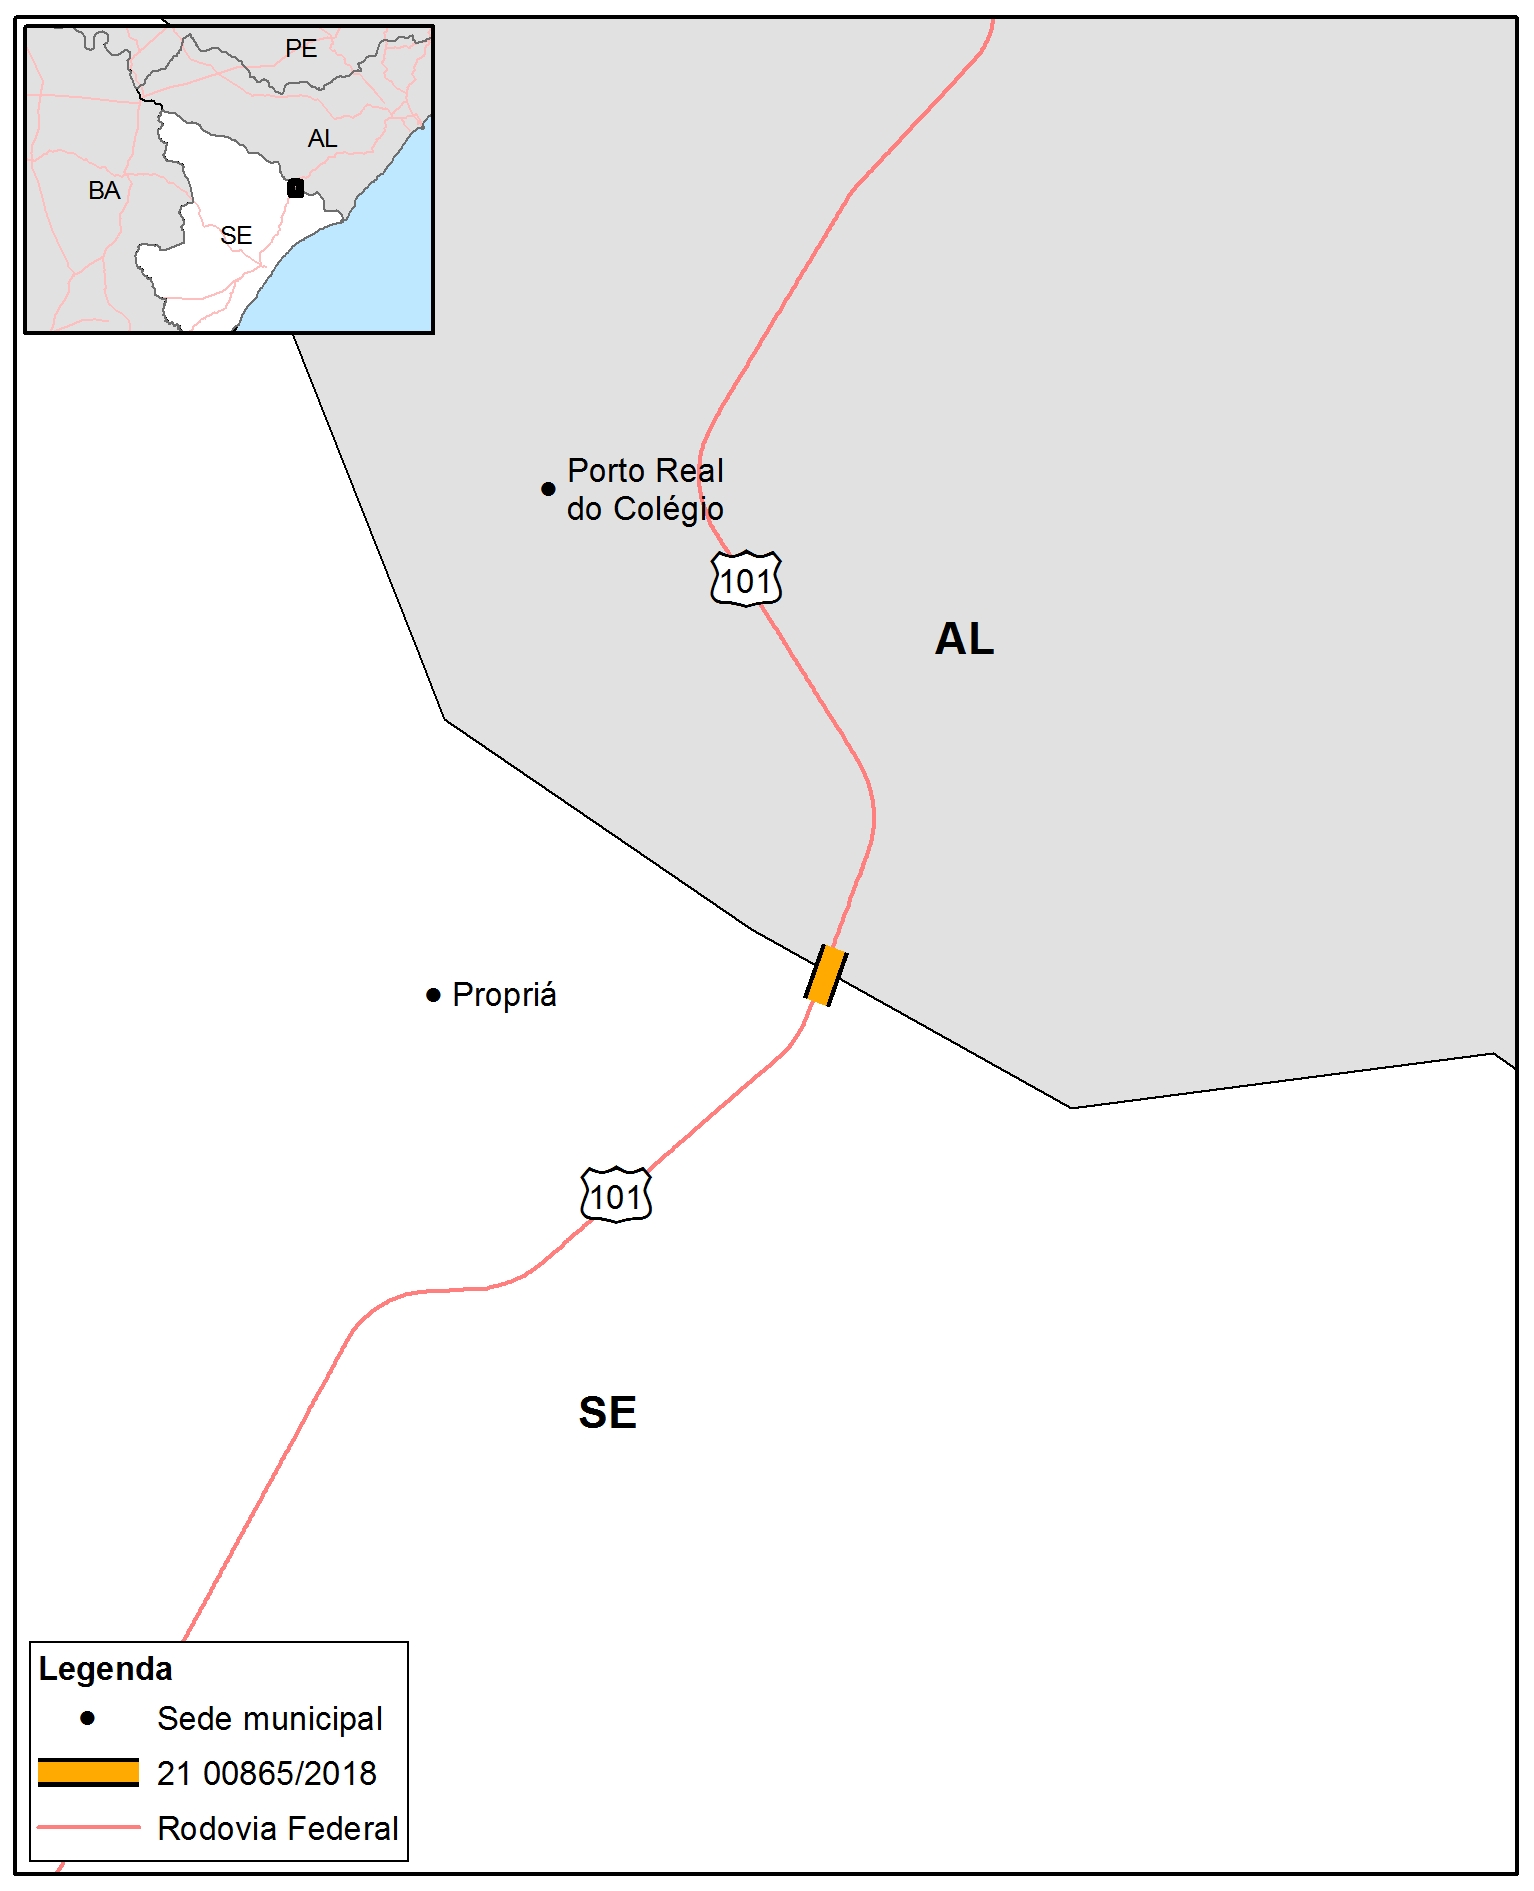 PE
AL
BA
SE
Porto Real
do Colégio
101
AL
Propriá
101
SE
Legenda
Sede municipal
21 00865/2018
Rodovia Federal